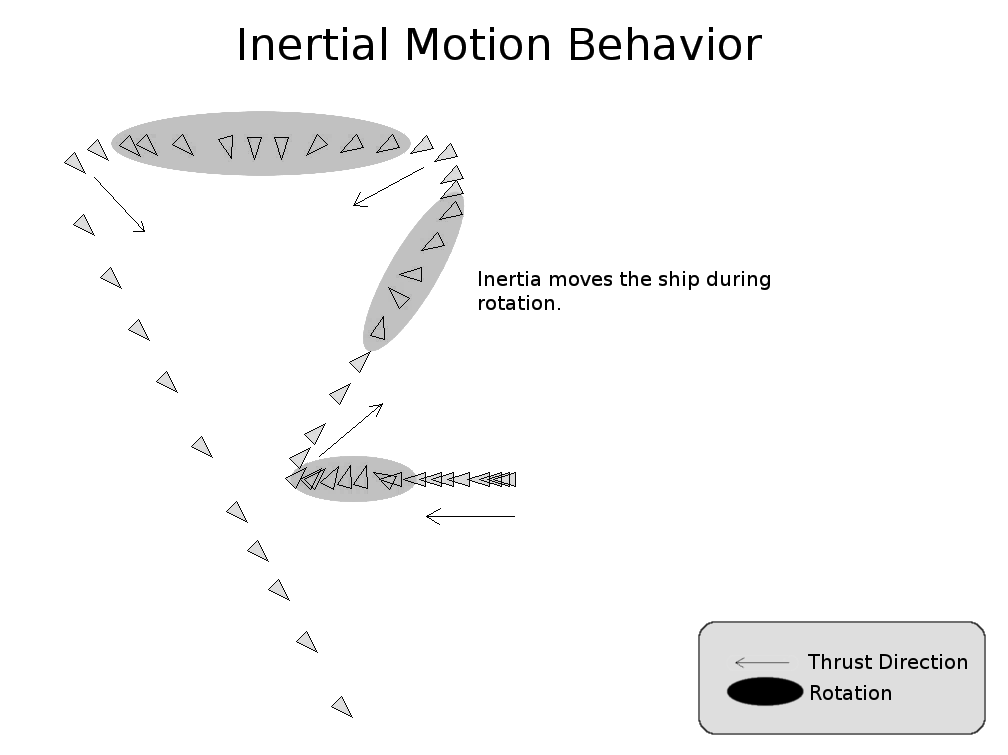 Inertial Motion Behavior
Inertia moves the ship during
rotation.
Thrust Direction
Rotation